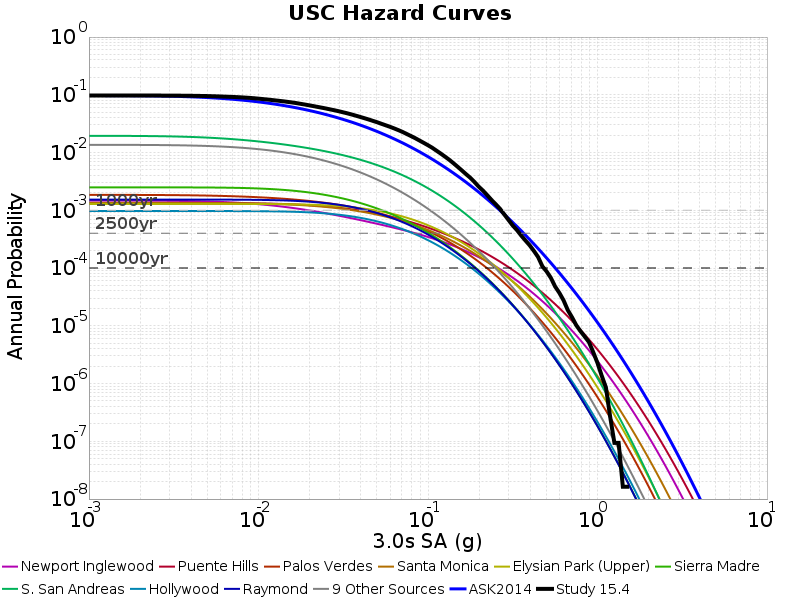 USC Hazard Curves
10^0
10^-1
10^-2
10^-3
10^-4
10^-5
10^-6
10^-7
10^-8
Annual Probability
1000yr
2500yr
10000yr
10^-3 10^-2 10^-1 10^0 10^1
3.0s SA (g)
Newport Inglewood Puente Hills Palos Verdes Santa Monica Elysian Park (Upper) Sierra Madre
S. San Andreas Hollywood Raymond 9 Other Sources ASK2014 Study 15.4